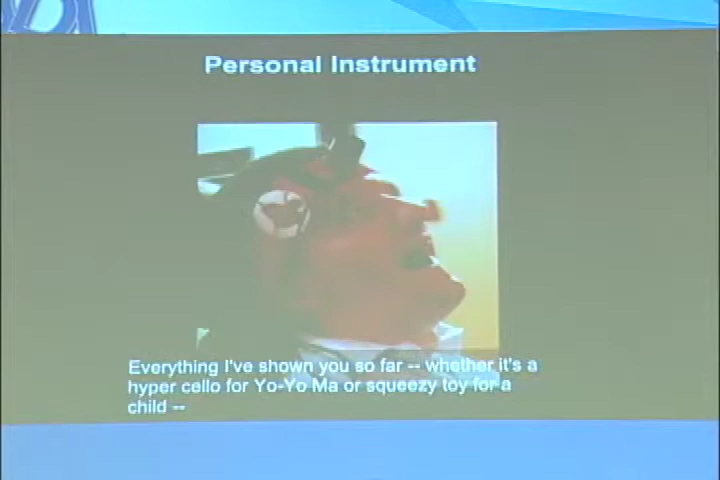 Personal Instrument
Everything I've shown you so far -- whether it's a
hyper cello for Yo-Yo Ma or squeezy toy for a
child --